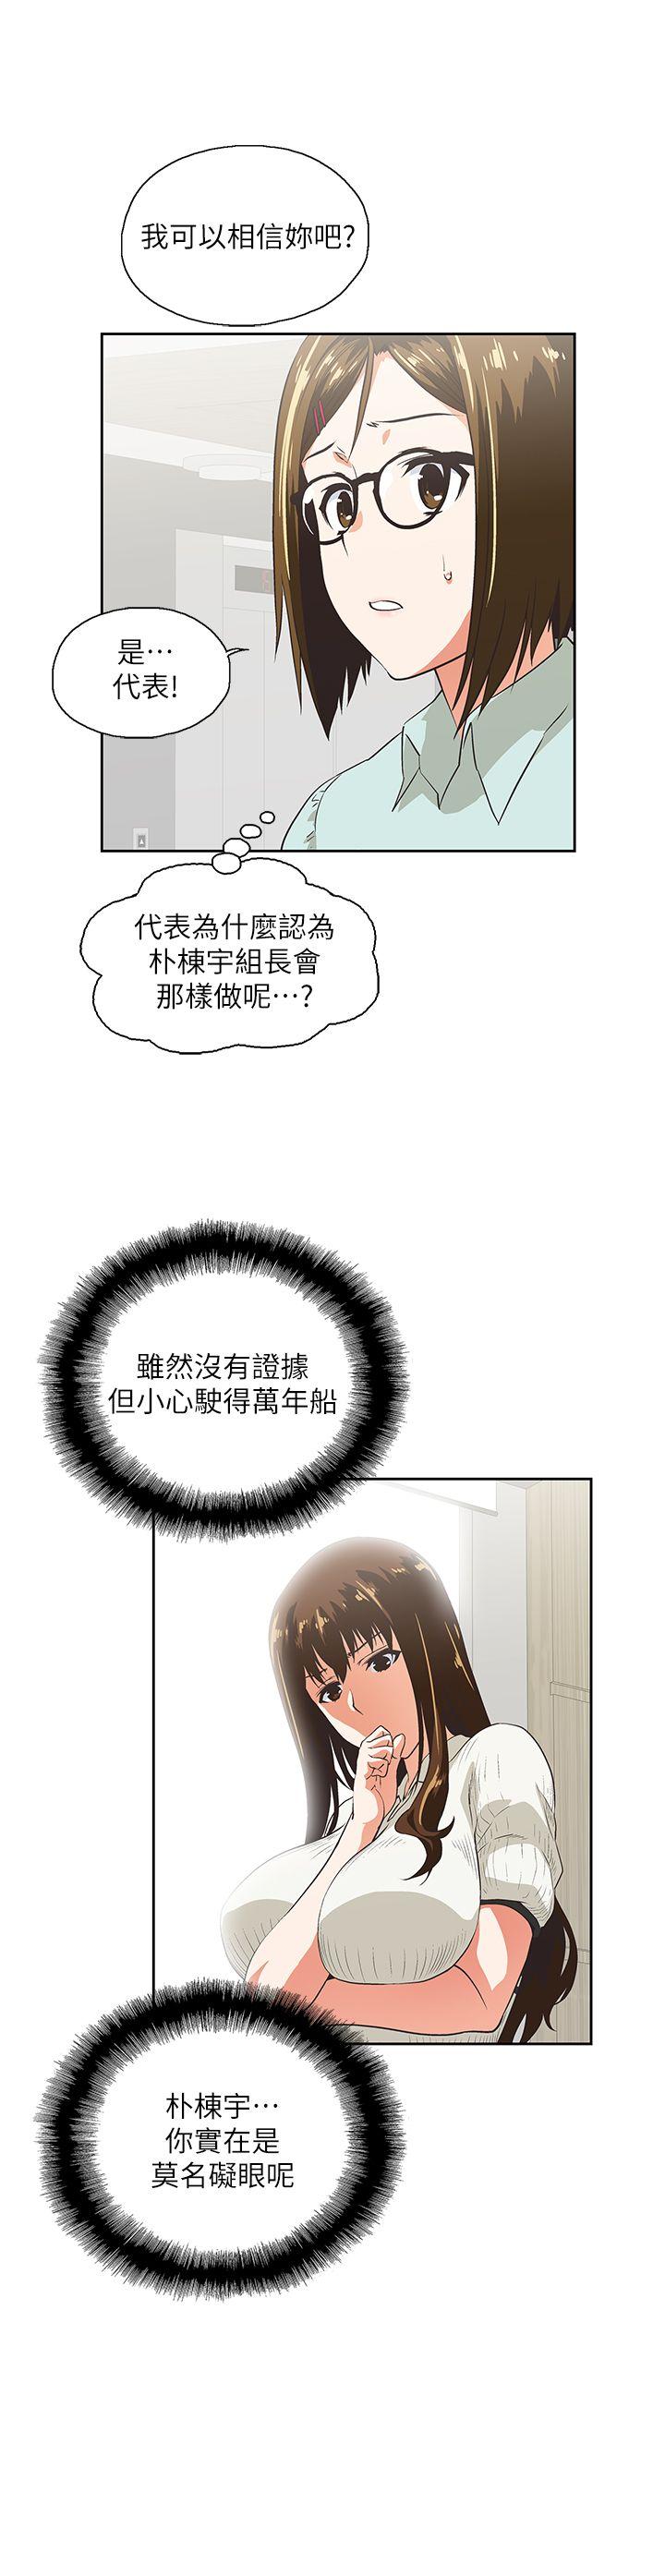 我可以相信妳吧?
是⋯
代表!
代表為什麼認為
朴棟宇組長會
那樣做呢⋯?
雖然沒有證據
但小心駛得萬年船
朴棟宇⋯
你實在是
莫名礙眼呢